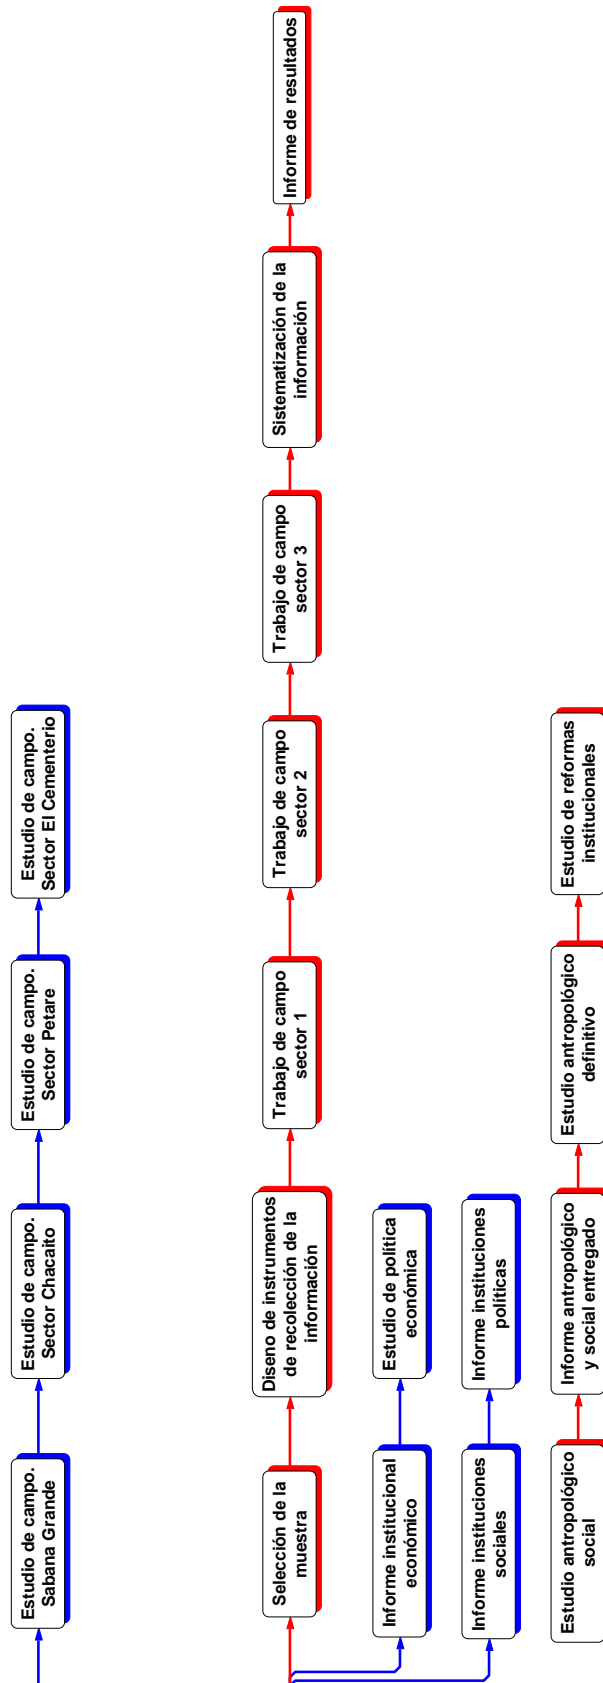 Estudio de campo.
Sabana Grande
Estudio de campo.
Sector Chacaito
Estudio de campo.
Sector Petare
Estudio de campo.
Sector El Cementerio
Selección de la
muestra
Diseno de instrumentos
de recolección de la
información
Trabajo de campo
sector 1
Trabajo de campo
sector 2
Trabajo de campo
sector 3
Sistematización de la
información
Informe de resultados
Informe institucional
económico
Estudio de política
económica
Informe instituciones
sociales
Informe instituciones
políticas
Estudio antropológico
social
Informe antropológico
y social entregado
Estudio antropológico
definitivo
Estudio de reformas
institucionales